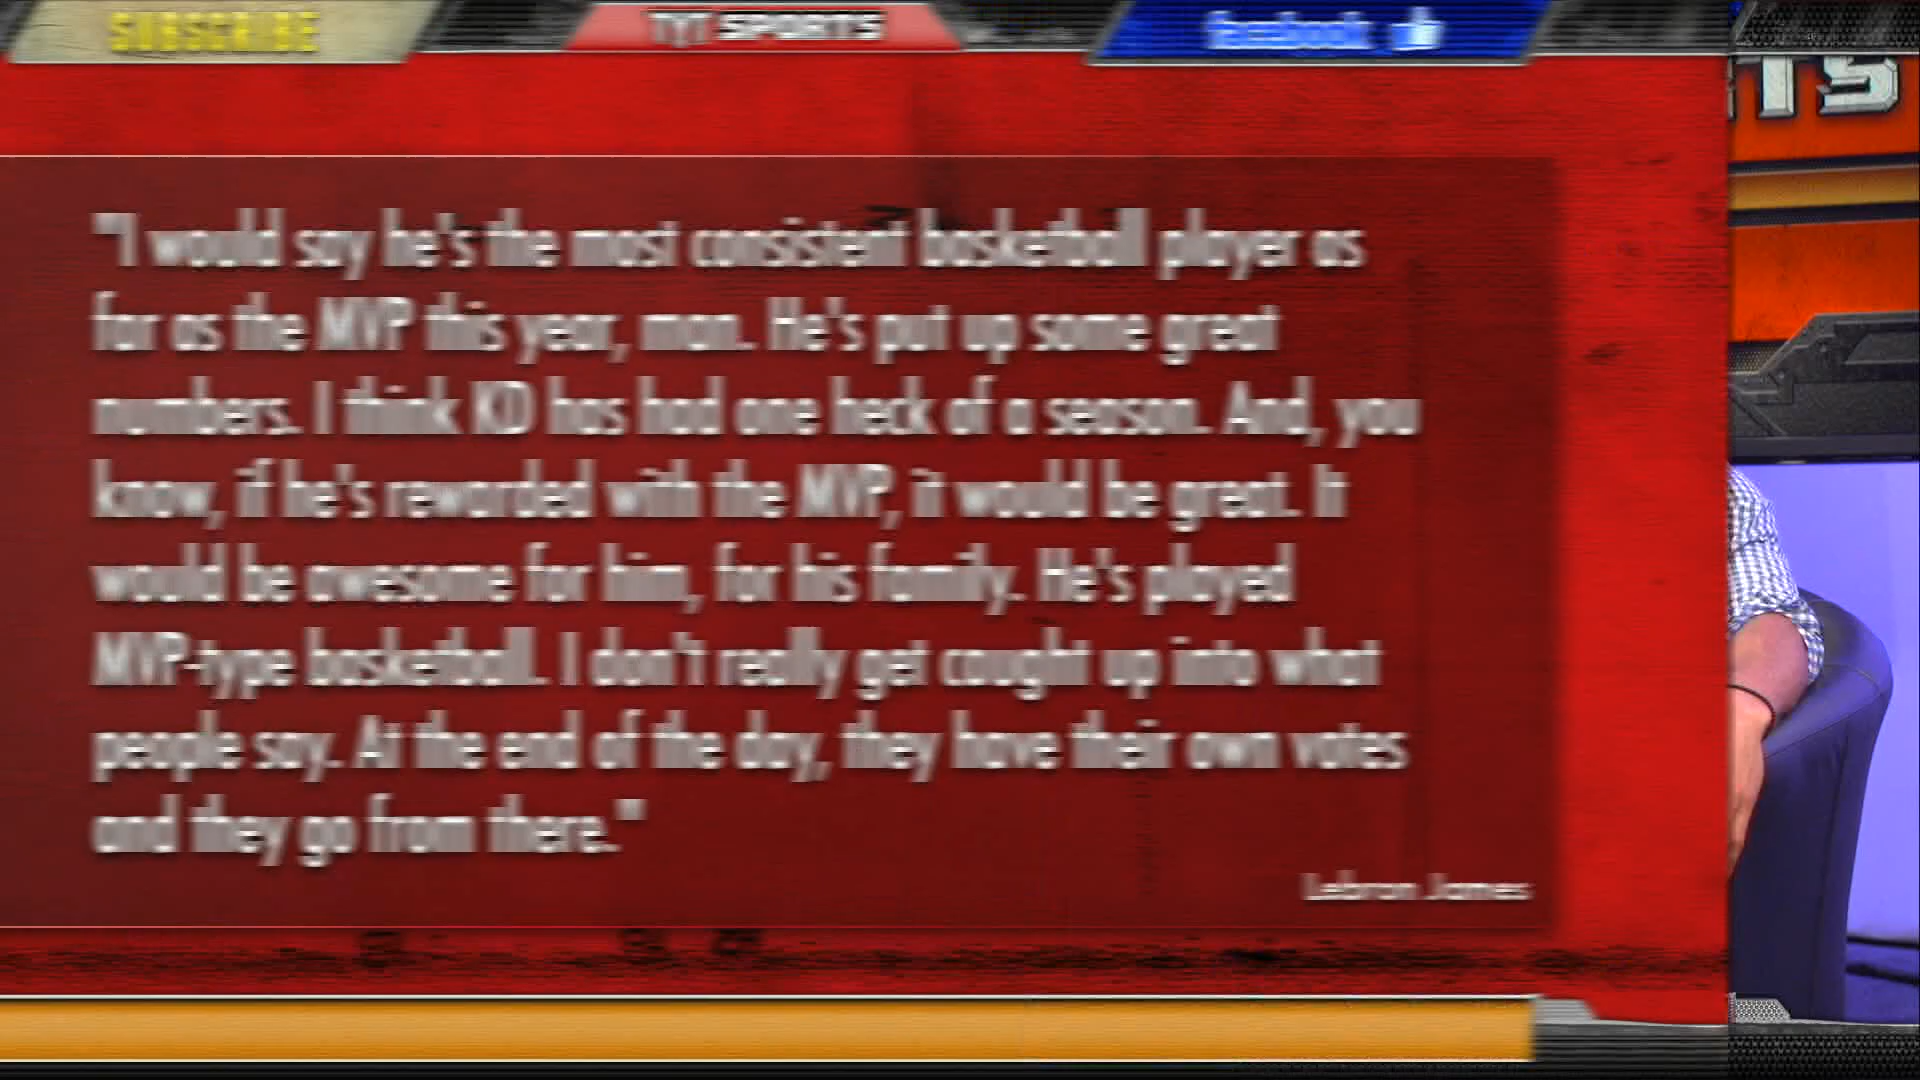 SUBSCRIBE
TYT SPORTS
facebook
TS
"I would say he's the most consistent basketball player as
far as the MVP this year, man. He's put up some great
numbers. I think KD has had one heck of a season. And, you
know, if he's rewarded with the MVP, it would be great. It
would be awesome for him, for his family. He's played
MVP-type basketball. I don't really get caught up into what
people say. At the end of the day, they have their own votes
and they go from there."
Lebron James